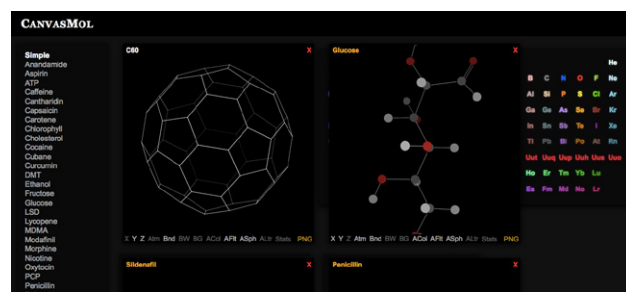 CANVASMOL
Simple
Anandamide
Aspirin
ATP
Caffeine
Cantharidin
Capsaicin
Carotene
Chlorophyll
Cholesterol
Cocaine
Cubane
Curcumin
DMT
Ethanol
Fructose
Glucose
LSD
Lycopene
MDMA
Modafinil
Morphine
Nicotine
Oxytocin
PCP
Penicillin
C60 X
X Y Z Atm Bnd BW BG ACol AFlt ASph ALtr Stats PNG
Glucose X
X Y Z Atm Bnd BW BG ACol AFlt ASph ALtr Stats PNG
Sildenafil X
Penicillin X
He
B C N O F Ne
Al Si P S Cl Ar
Ga Ge As Se Br Kr
In Sn Sb Te I Xe
Tl Pb Bi Po At Rn
Uut Uuq Uup Uuh Uus Uuo
Ho Er Tm Yb Lu
Es Fm Md No Lr